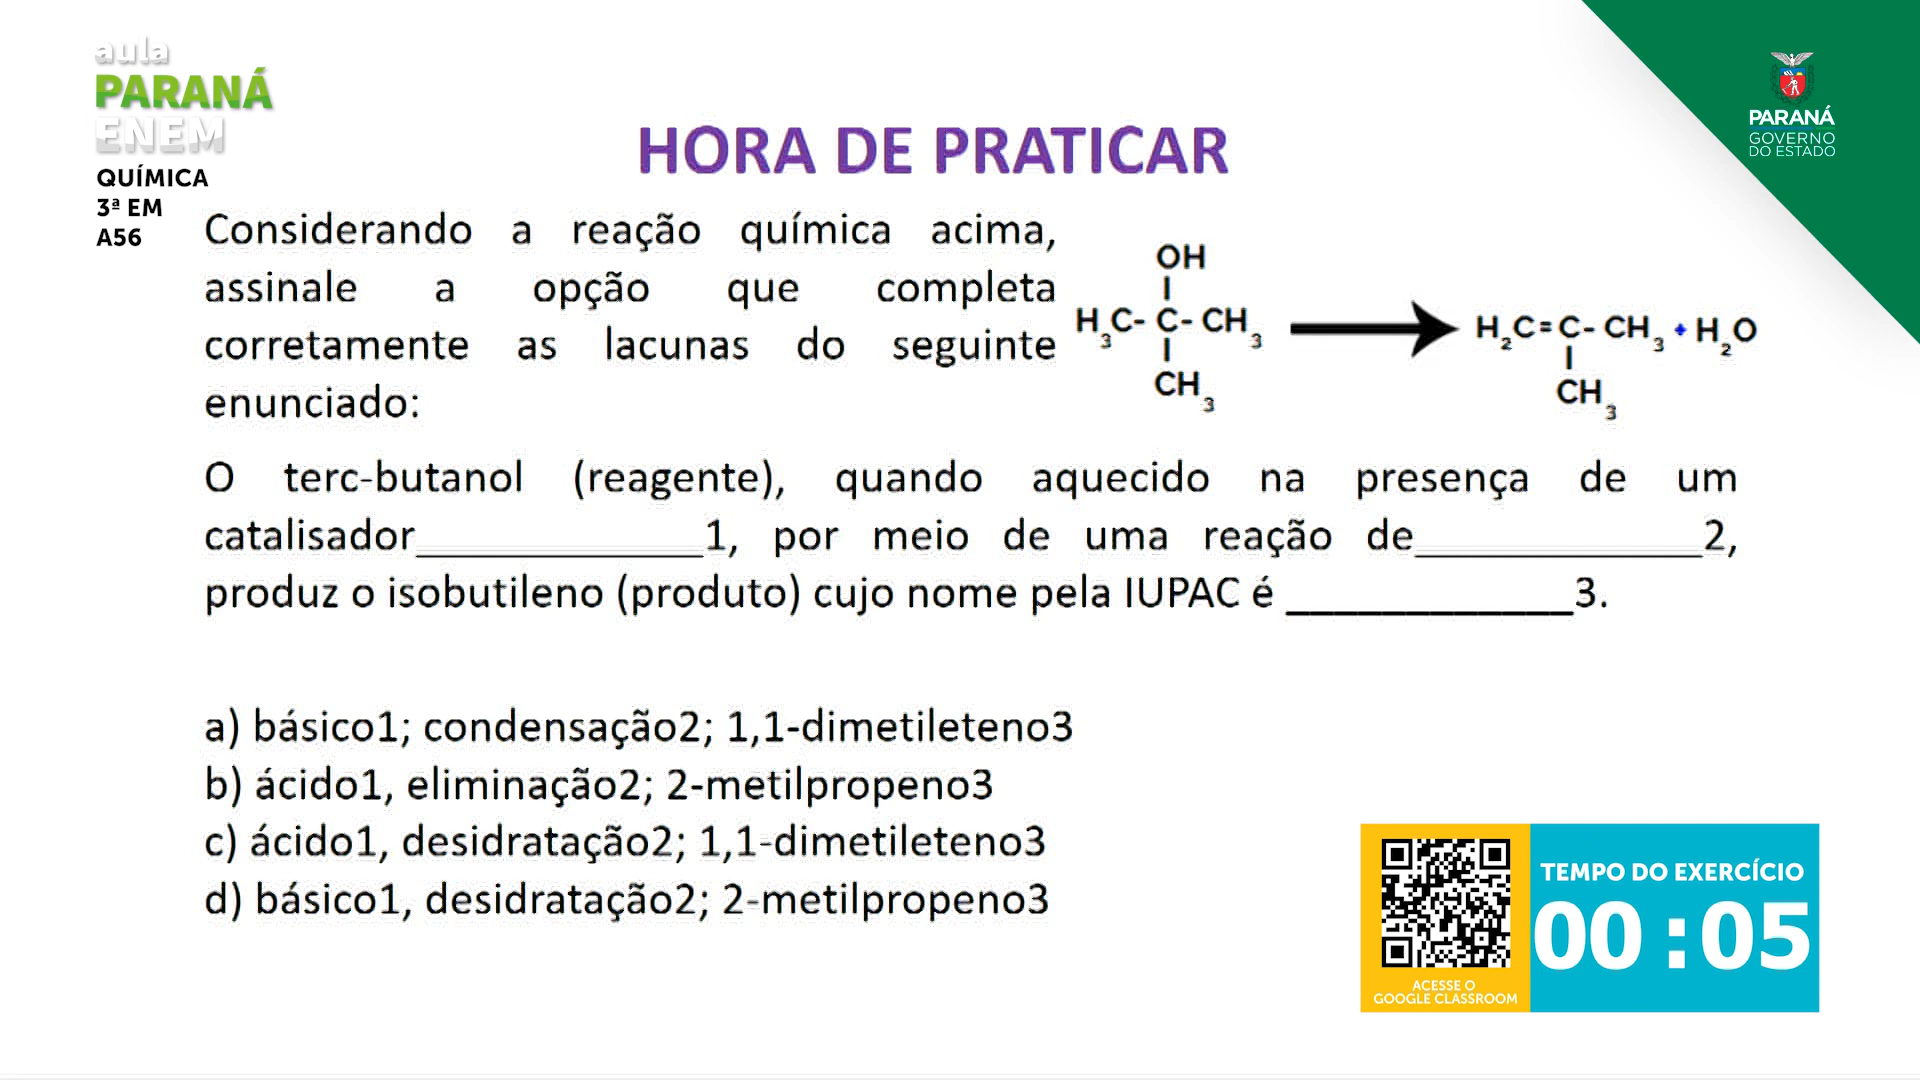 aula
PARANÁ
ENEM
QUÍMICA
3ª EM
A56
PARANÁ
GOVERNO
DO ESTADO
HORA DE PRATICAR
Considerando a reação química acima,
assinale a opção que completa
corretamente as lacunas do seguinte
enunciado:
OH
H₃C- C- CH₃
CH₃
H₂C=C- CH₃ + H₂O
CH₃
O terc-butanol (reagente), quando aquecido na presença de um
catalisador____________1, por meio de uma reação de____________2,
produz o isobutileno (produto) cujo nome pela IUPAC é ____________3.
a) básico1; condensação2; 1,1-dimetileteno3
b) ácido1, eliminação2; 2-metilpropeno3
c) ácido1, desidratação2; 1,1-dimetileteno3
d) básico1, desidratação2; 2-metilpropeno3
ACESSE O
GOOGLE CLASSROOM
TEMPO DO EXERCÍCIO
00 : 05